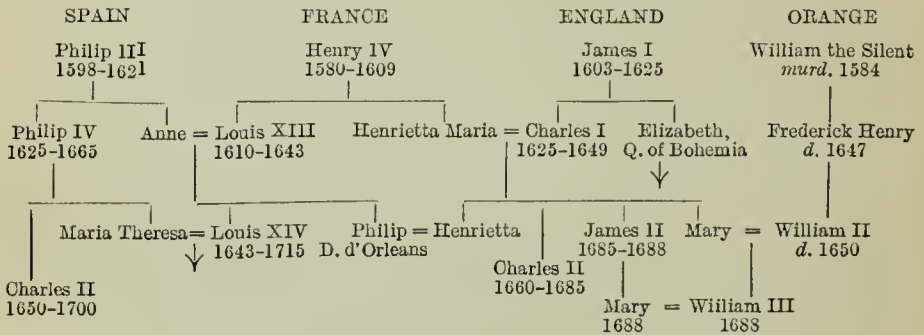 SPAIN FRANCE ENGLAND ORANGE
Philip III Henry IV James I William the Silent
1598-1621 1580-1609 1603-1625 murd. 1584
Philip IV Anne = Louis XIII Henrietta Maria = Charles I Elizabeth, Frederick Henry
1625-1665 1610-1643 1625-1649 Q. of Bohemia d. 1647
Maria Theresa = Louis XIV Philip = Henrietta James II Mary = William II
1643-1715 D. d'Orleans 1685-1688 d. 1650
Charles II Charles II
1650-1700 1660-1685
Mary = William III
1688 1688